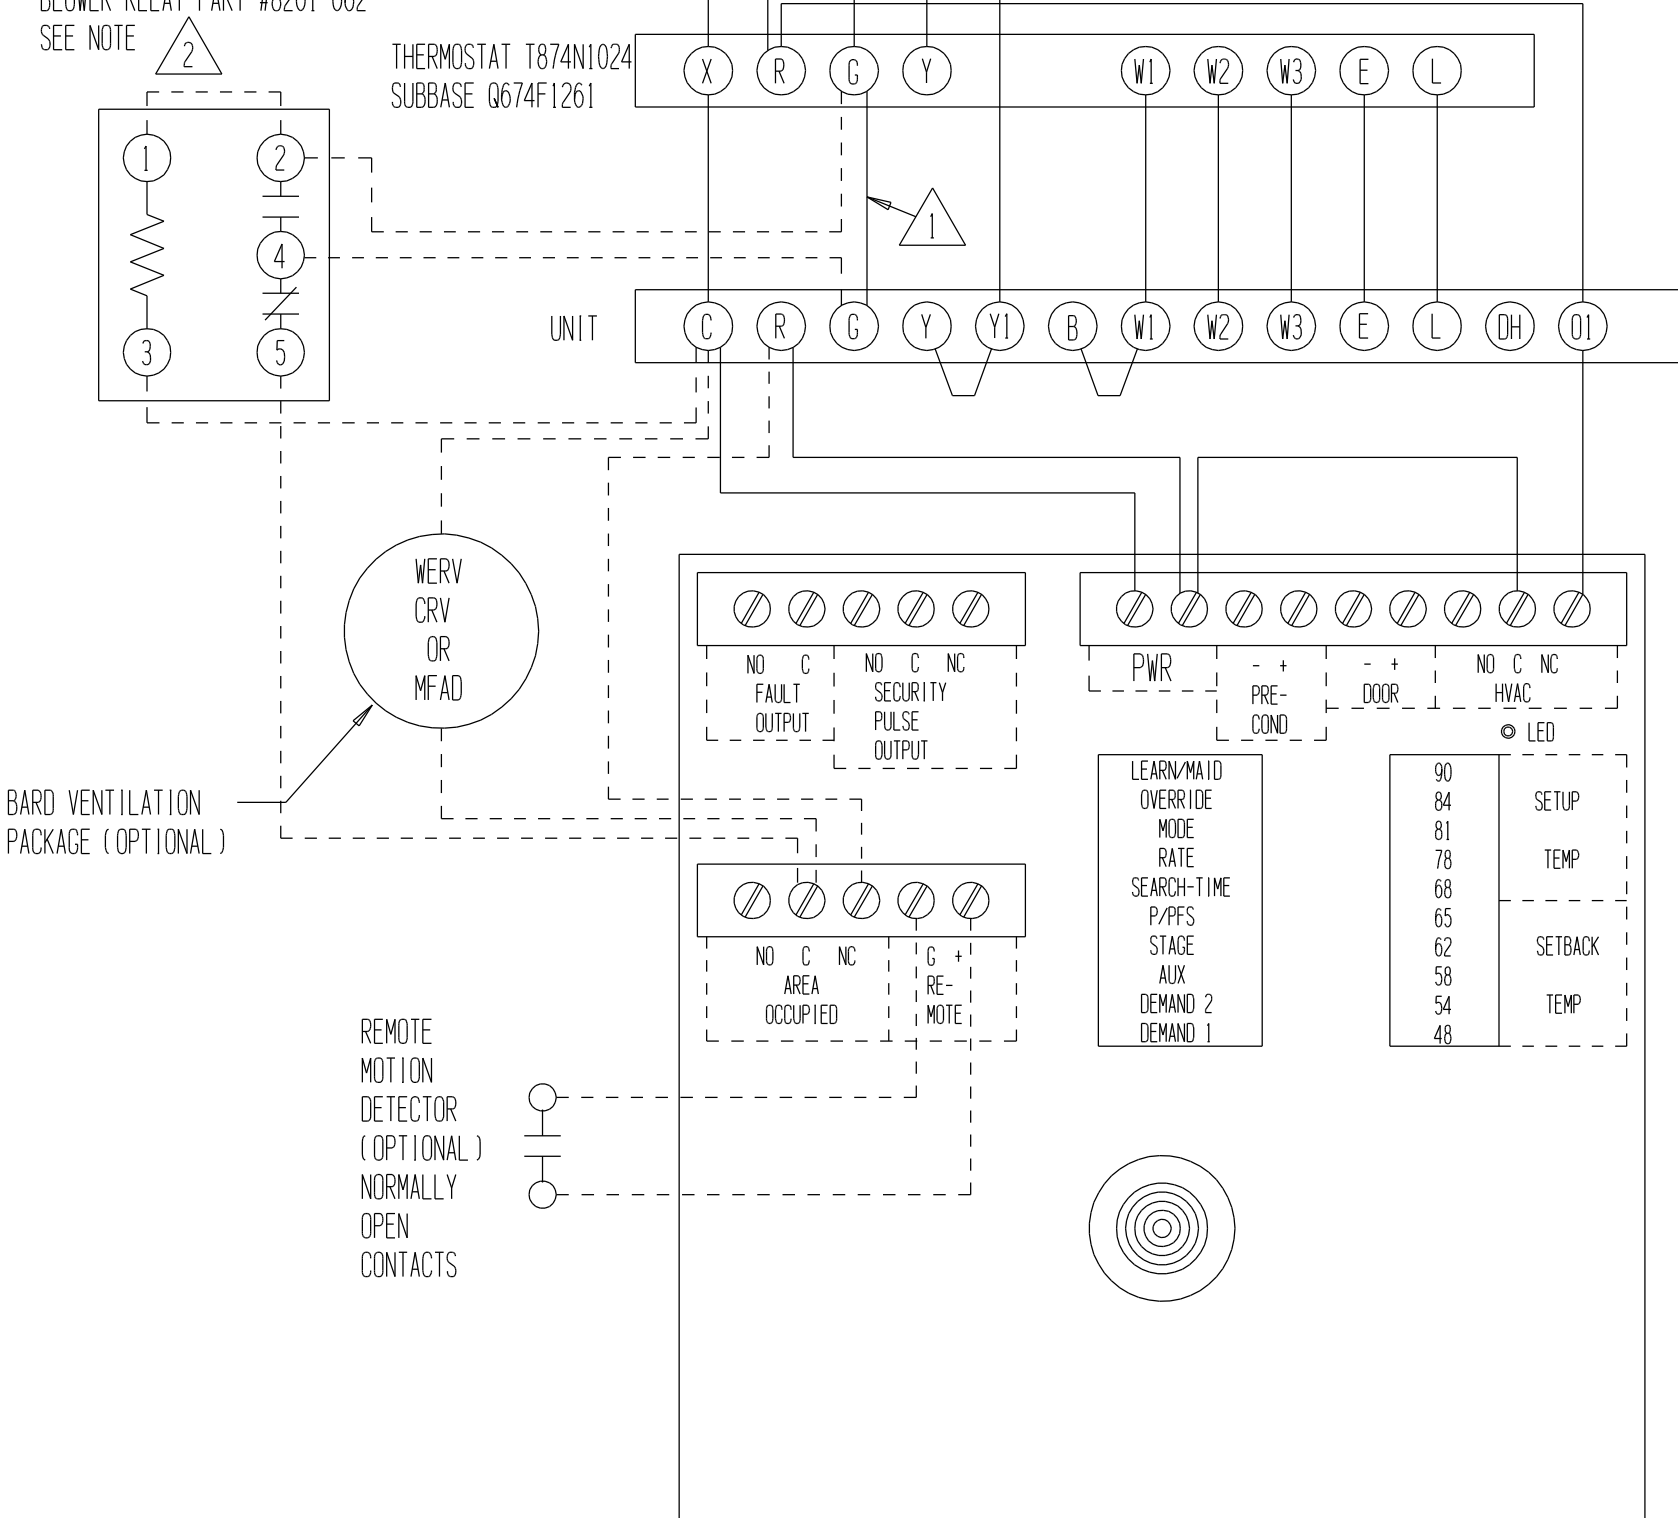 BLOWER RELAY PART #8201-062
SEE NOTE 2
THERMOSTAT T874N1024
SUBBASE Q674F1261
X R G Y W1 W2 W3 E L
1 2
4
3 5
1
UNIT
C R G Y Y1 B W1 W2 W3 E L DH O1
WERV
CRV
OR
MFAD
BARD VENTILATION
PACKAGE (OPTIONAL)
NO C
FAULT
OUTPUT
NO C NC
SECURITY
PULSE
OUTPUT
PWR
- +
PRE-
COND
- +
DOOR
NO C NC
HVAC
LED
LEARN/MAID
OVERRIDE
MODE
RATE
SEARCH-TIME
P/PFS
STAGE
AUX
DEMAND 2
DEMAND 1
90
84
81
78
68
65
62
58
54
48
SETUP
TEMP
SETBACK
TEMP
NO C NC
AREA
OCCUPIED
G +
RE-
MOTE
REMOTE
MOTION
DETECTOR
(OPTIONAL)
NORMALLY
OPEN
CONTACTS